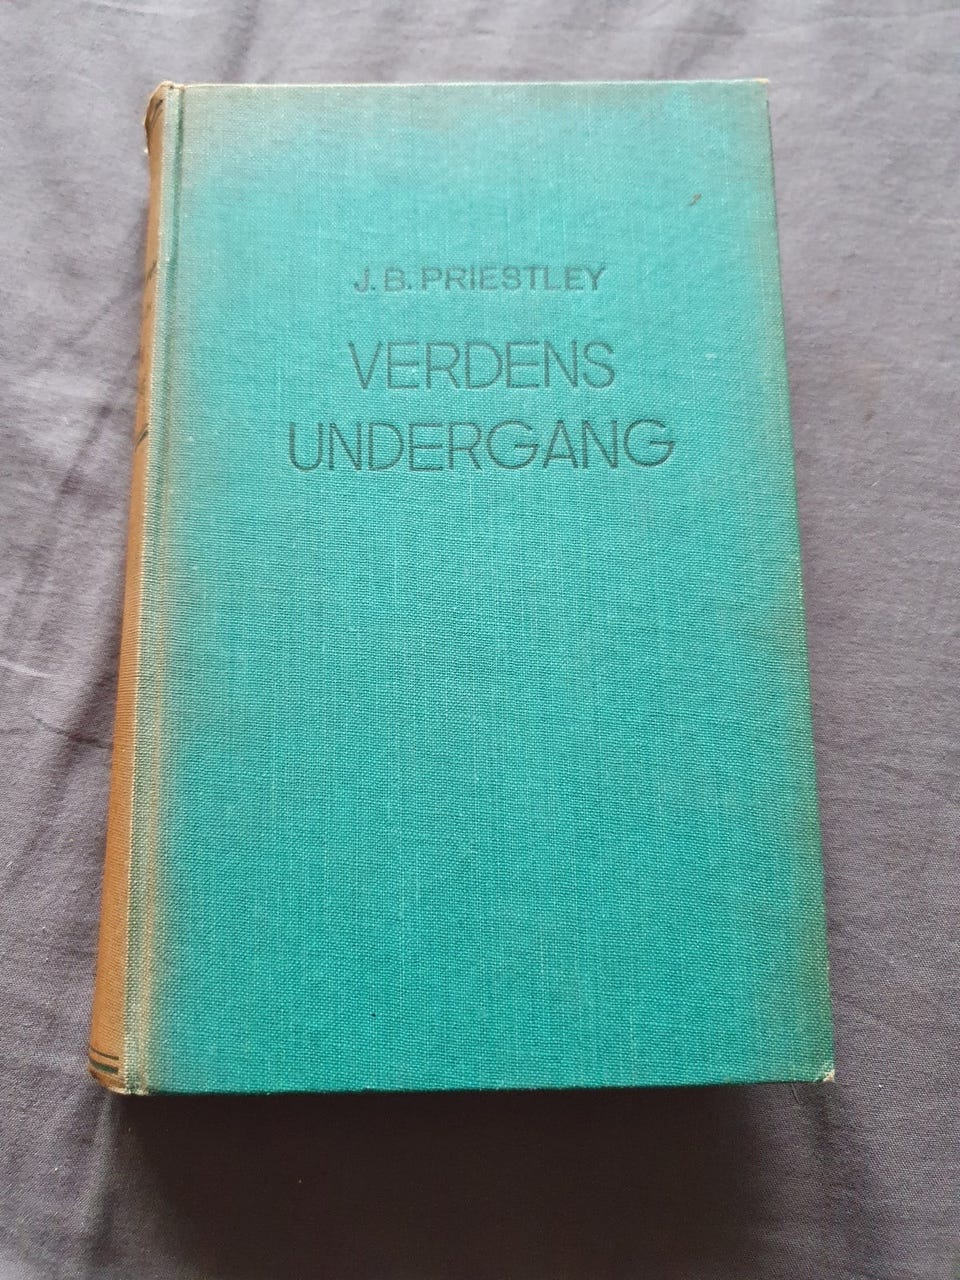 J. B. PRIESTLEY
VERDENS
UNDERGANG